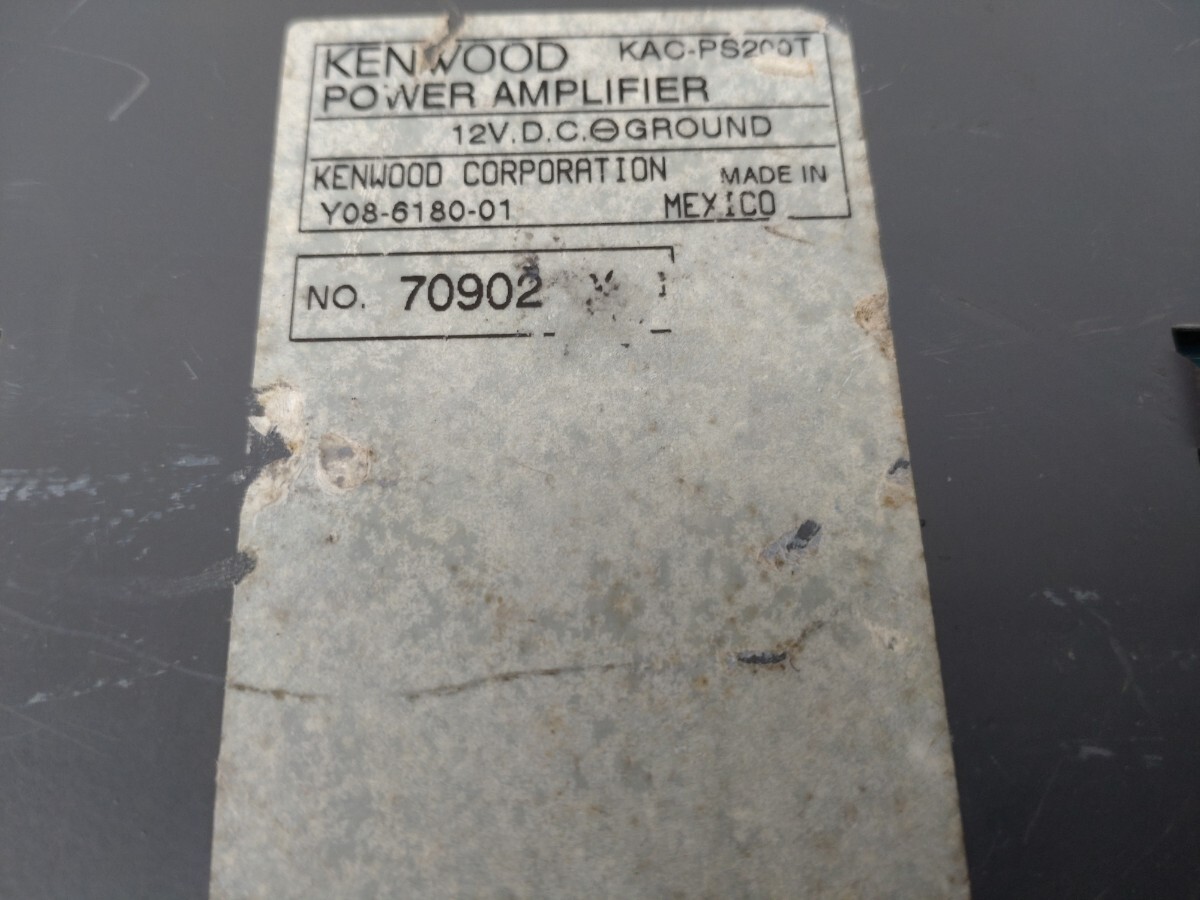 KENWOOD KAC-PS200T
POWER AMPLIFIER
12V.D.C.⊖GROUND
KENWOOD CORPORATION MADE IN
Y08-6180-01 MEXICO
NO. 70902